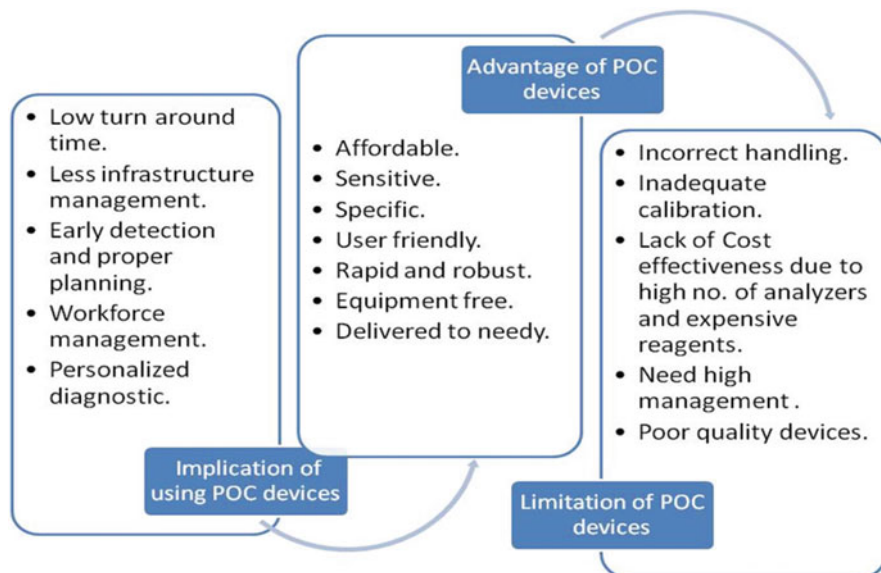 • Low turn around
time.
• Less infrastructure
management.
• Early detection
and proper
planning.
• Workforce
management.
• Personalized
diagnostic.
Implication of
using POC devices
• Affordable.
• Sensitive.
• Specific.
• User friendly.
• Rapid and robust.
• Equipment free.
• Delivered to needy.
Advantage of POC
devices
• Incorrect handling.
• Inadequate
calibration.
• Lack of Cost
effectiveness due to
high no. of analyzers
and expensive
reagents.
• Need high
management .
• Poor quality devices.
Limitation of POC
devices